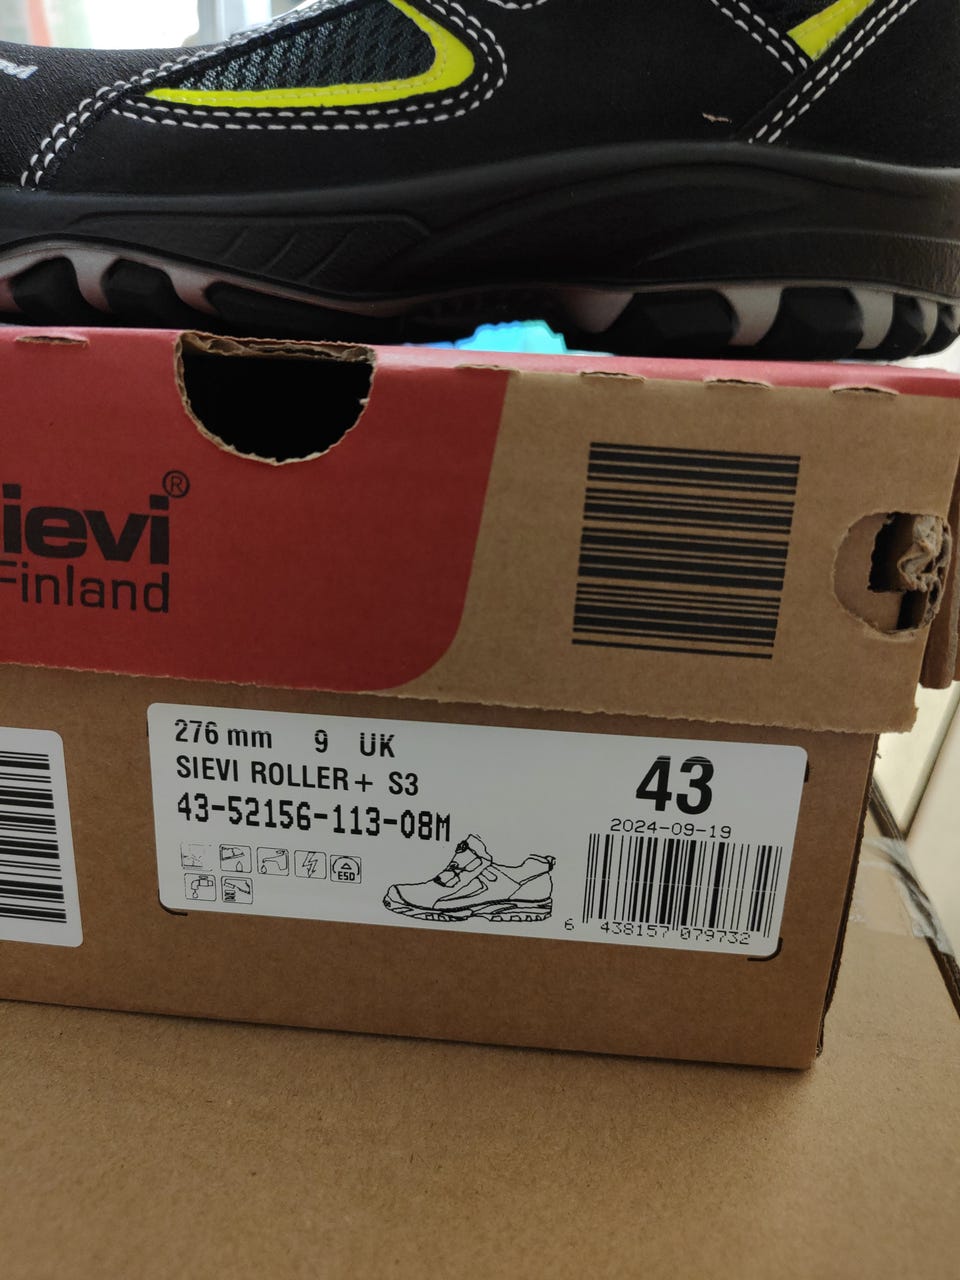 ievi®
Finland
276 mm 9 UK
SIEVI ROLLER+ S3
43-52156-113-08M
43
2024-09-19
ESD
6 438157 079732